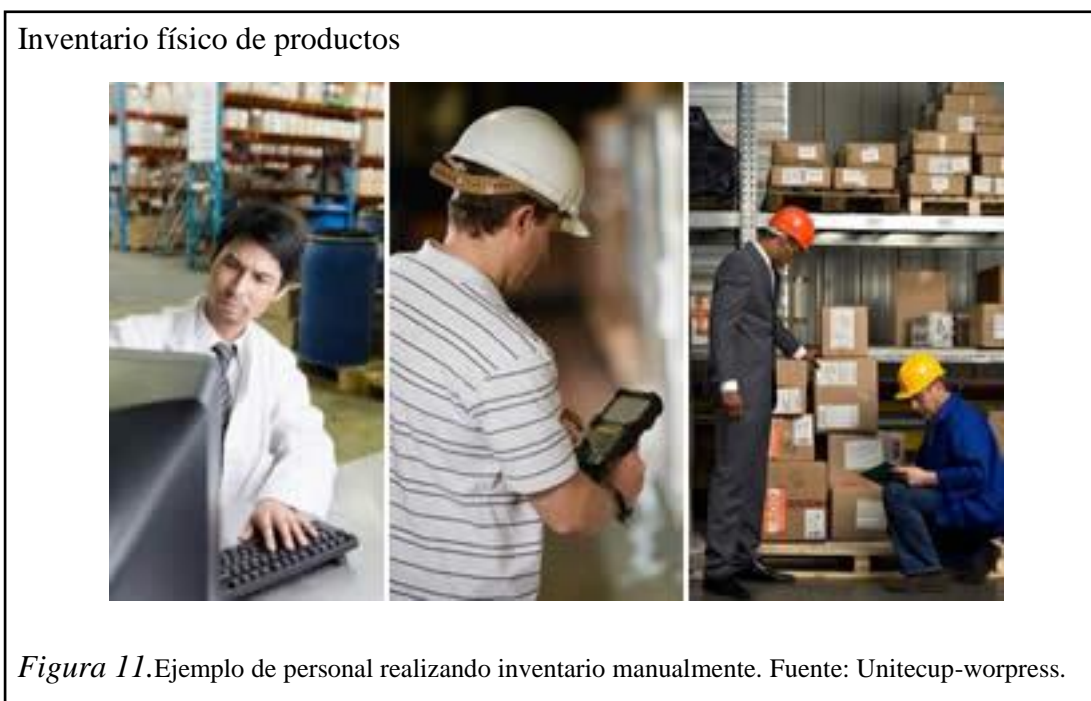 Inventario físico de productos
Figura 11.Ejemplo de personal realizando inventario manualmente. Fuente: Unitecup-worpress.